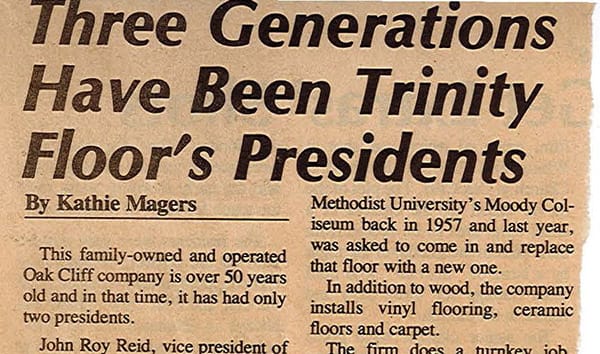 Three Generations
Have Been Trinity
Floor's Presidents
By Kathie Magers
This family-owned and operated
Oak Cliff company is over 50 years
old and in that time, it has had only
two presidents.
John Roy Reid, vice president of
Methodist University's Moody Col-
iseum back in 1957 and last year,
was asked to come in and replace
that floor with a new one.
In addition to wood, the company
installs vinyl flooring, ceramic
floors and carpet.
The firm does a turnkey job,